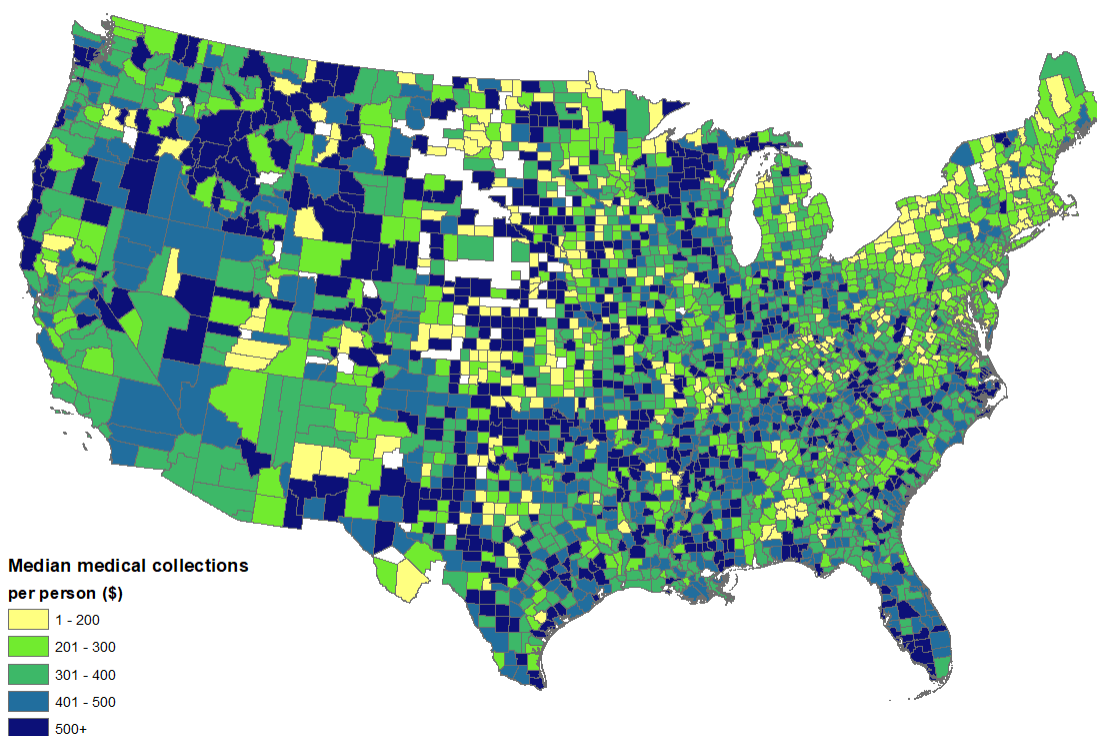 Median medical collections
per person ($)
1 - 200
201 - 300
301 - 400
401 - 500
500+